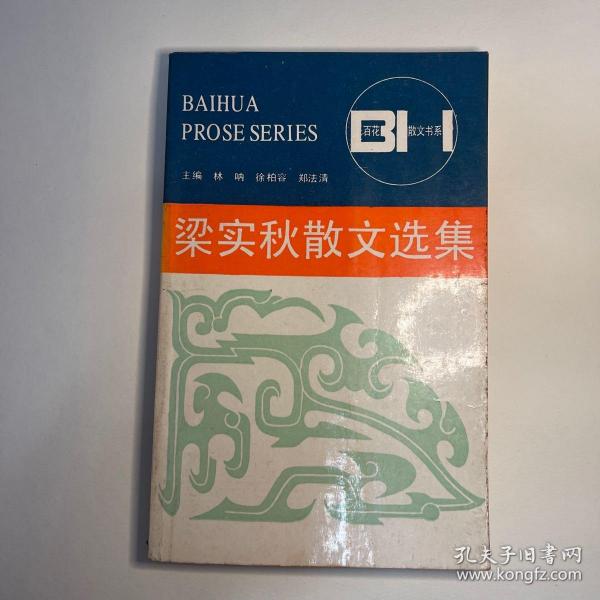 BAIHUA
PROSE SERIES
百花 散文书系
BH
主编 林呐 徐柏容 郑法清
梁实秋散文选集
孔夫子旧书网
www.kongfz.com